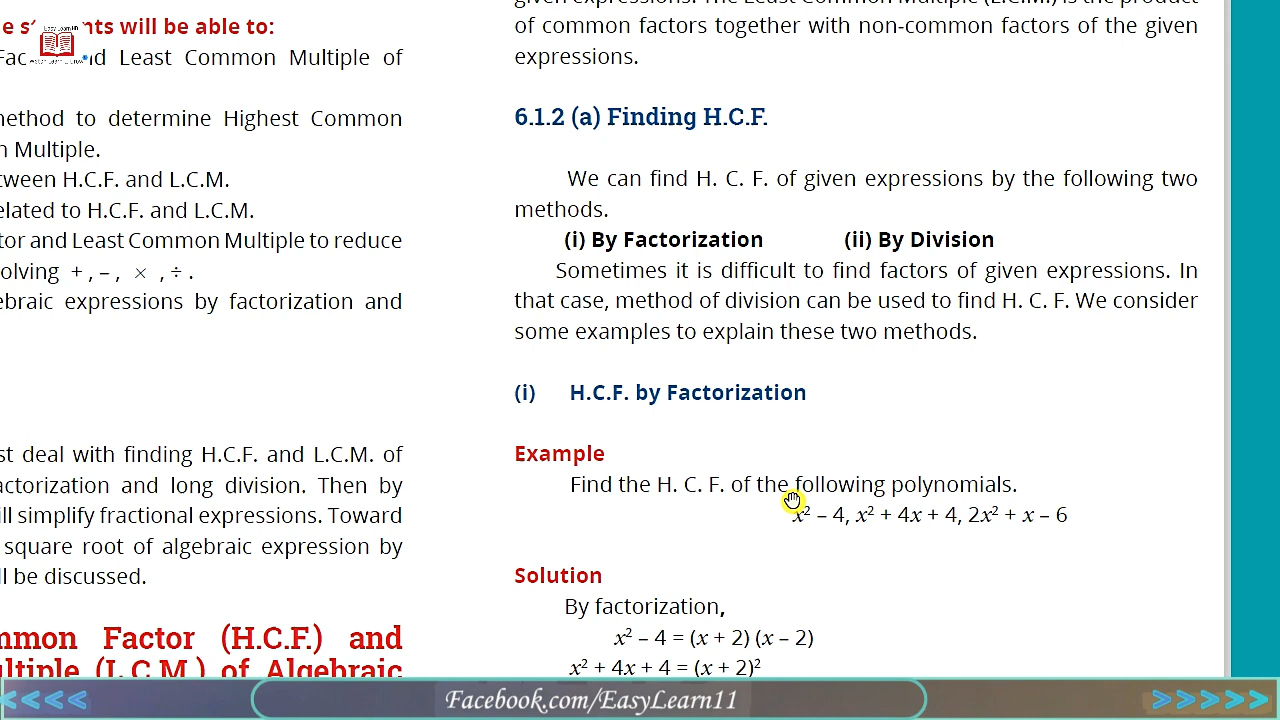 e s nts will be able to:
Fac nd Least Common Multiple of
nethod to determine Highest Common
n Multiple.
tween H.C.F. and L.C.M.
elated to H.C.F. and L.C.M.
tor and Least Common Multiple to reduce
olving + , – , × , ÷ .
ebraic expressions by factorization and
st deal with finding H.C.F. and L.C.M. of
actorization and long division. Then by
ill simplify fractional expressions. Toward
square root of algebraic expression by
ll be discussed.
mmon Factor (H.C.F.) and
ultiple (L.C.M.) of Algebraic
given expressions. The Least Common Multiple (L.C.M.) is the product
of common factors together with non-common factors of the given
expressions.
6.1.2 (a) Finding H.C.F.
We can find H. C. F. of given expressions by the following two
methods.
(i) By Factorization (ii) By Division
Sometimes it is difficult to find factors of given expressions. In
that case, method of division can be used to find H. C. F. We consider
some examples to explain these two methods.
(i) H.C.F. by Factorization
Example
Find the H. C. F. of the following polynomials.
x² – 4, x² + 4x + 4, 2x² + x – 6
Solution
By factorization,
x² – 4 = (x + 2) (x – 2)
x² + 4x + 4 = (x + 2)²
Facebook.com/EasyLearn11